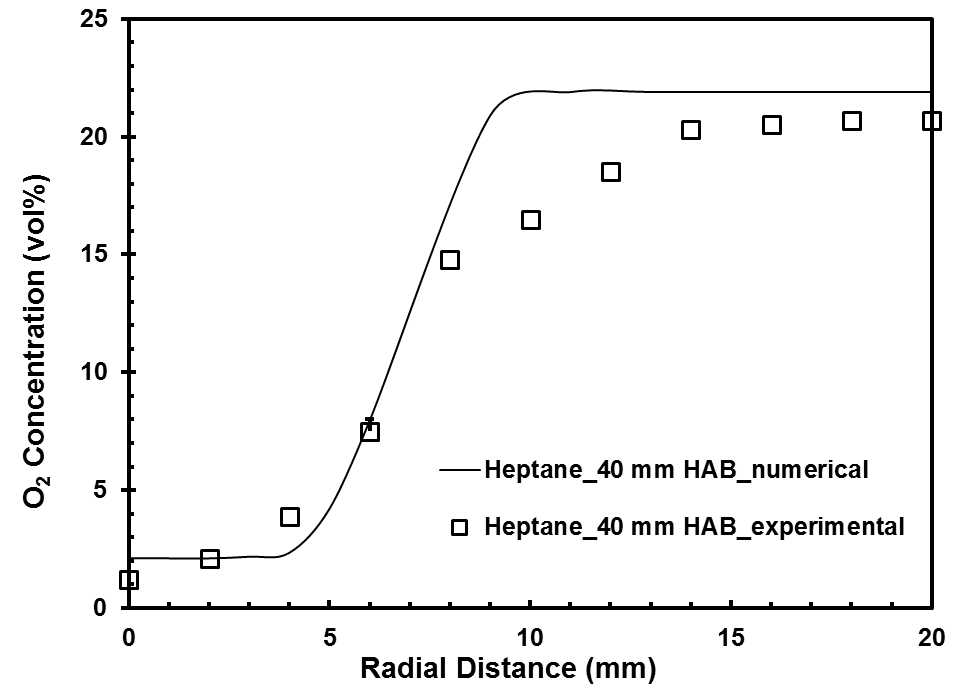 25
20
15
10
5
0
O₂ Concentration (vol%)
Heptane_40 mm HAB_numerical
Heptane_40 mm HAB_experimental
0 5 10 15 20
Radial Distance (mm)